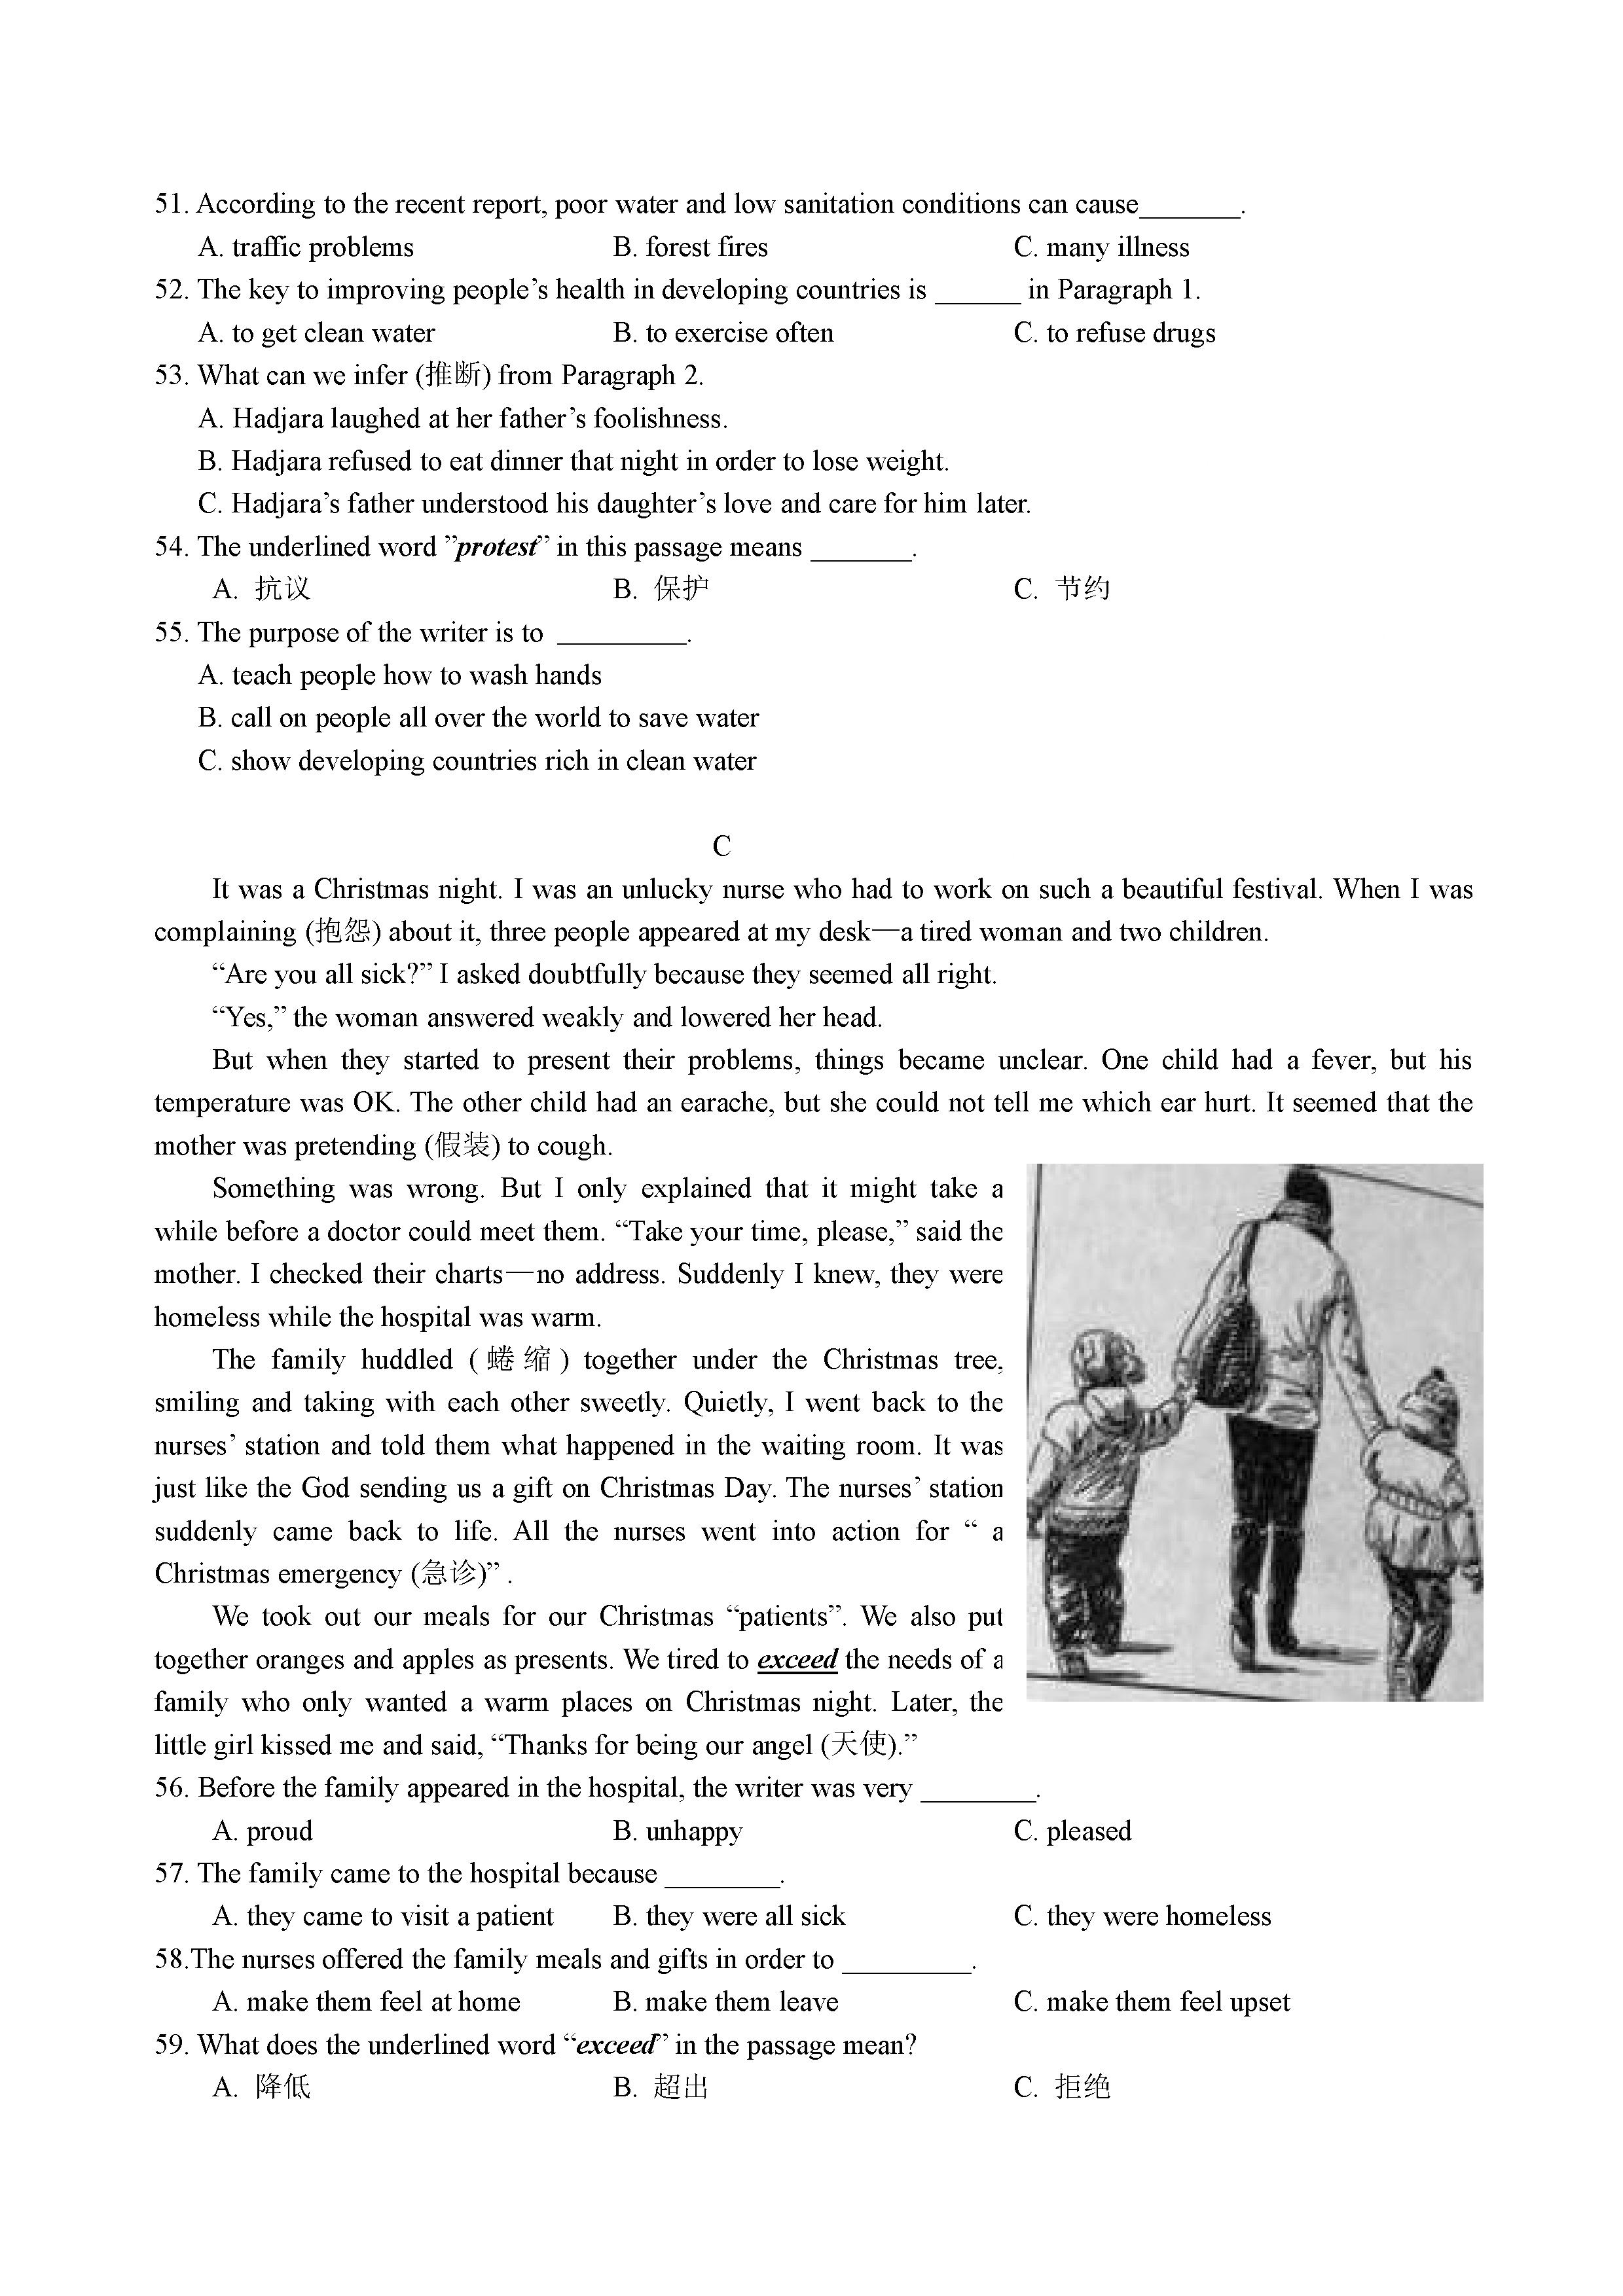 51. According to the recent report, poor water and low sanitation conditions can cause_______.
A. traffic problems B. forest fires C. many illness
52. The key to improving people’s health in developing countries is ______ in Paragraph 1.
A. to get clean water B. to exercise often C. to refuse drugs
53. What can we infer (推断) from Paragraph 2.
A. Hadjara laughed at her father’s foolishness.
B. Hadjara refused to eat dinner that night in order to lose weight.
C. Hadjara’s father understood his daughter’s love and care for him later.
54. The underlined word ”protest” in this passage means _______.
A. 抗议 B. 保护 C. 节约
55. The purpose of the writer is to _________.
A. teach people how to wash hands
B. call on people all over the world to save water
C. show developing countries rich in clean water
C
It was a Christmas night. I was an unlucky nurse who had to work on such a beautiful festival. When I was
complaining (抱怨) about it, three people appeared at my desk—a tired woman and two children.
“Are you all sick?” I asked doubtfully because they seemed all right.
“Yes,” the woman answered weakly and lowered her head.
But when they started to present their problems, things became unclear. One child had a fever, but his
temperature was OK. The other child had an earache, but she could not tell me which ear hurt. It seemed that the
mother was pretending (假装) to cough.
Something was wrong. But I only explained that it might take a
while before a doctor could meet them. “Take your time, please,” said the
mother. I checked their charts—no address. Suddenly I knew, they were
homeless while the hospital was warm.
The family huddled (蜷缩) together under the Christmas tree,
smiling and taking with each other sweetly. Quietly, I went back to the
nurses’ station and told them what happened in the waiting room. It was
just like the God sending us a gift on Christmas Day. The nurses’ station
suddenly came back to life. All the nurses went into action for “ a
Christmas emergency (急诊)” .
We took out our meals for our Christmas “patients”. We also put
together oranges and apples as presents. We tired to exceed the needs of a
family who only wanted a warm places on Christmas night. Later, the
little girl kissed me and said, “Thanks for being our angel (天使).”
56. Before the family appeared in the hospital, the writer was very ________.
A. proud B. unhappy C. pleased
57. The family came to the hospital because ________.
A. they came to visit a patient B. they were all sick C. they were homeless
58.The nurses offered the family meals and gifts in order to _________.
A. make them feel at home B. make them leave C. make them feel upset
59. What does the underlined word “exceed” in the passage mean?
A. 降低 B. 超出 C. 拒绝